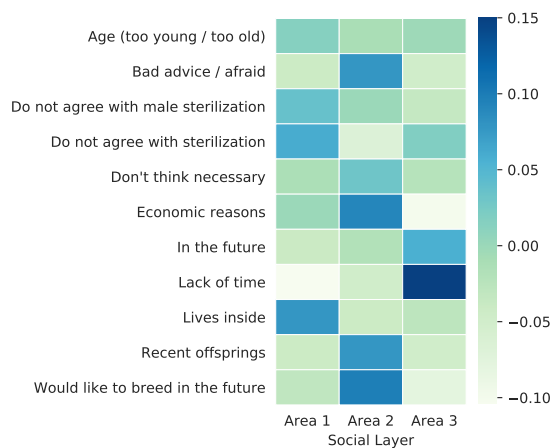 Age (too young / too old)
Bad advice / afraid
Do not agree with male sterilization
Do not agree with sterilization
Don't think necessary
Economic reasons
In the future
Lack of time
Lives inside
Recent offsprings
Would like to breed in the future
Area 1 Area 2 Area 3
Social Layer
0.15
0.10
0.05
0.00
−0.05
−0.10